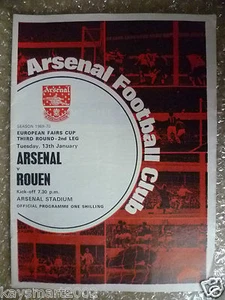 Arsenal Football Club
Arsenal
SEASON 1969-70
EUROPEAN FAIRS CUP
THIRD ROUND - 2nd LEG
Tuesday, 13th January
ARSENAL
v
ROUEN
Kick-off 7.30 p.m.
ARSENAL STADIUM
OFFICIAL PROGRAMME ONE SHILLING